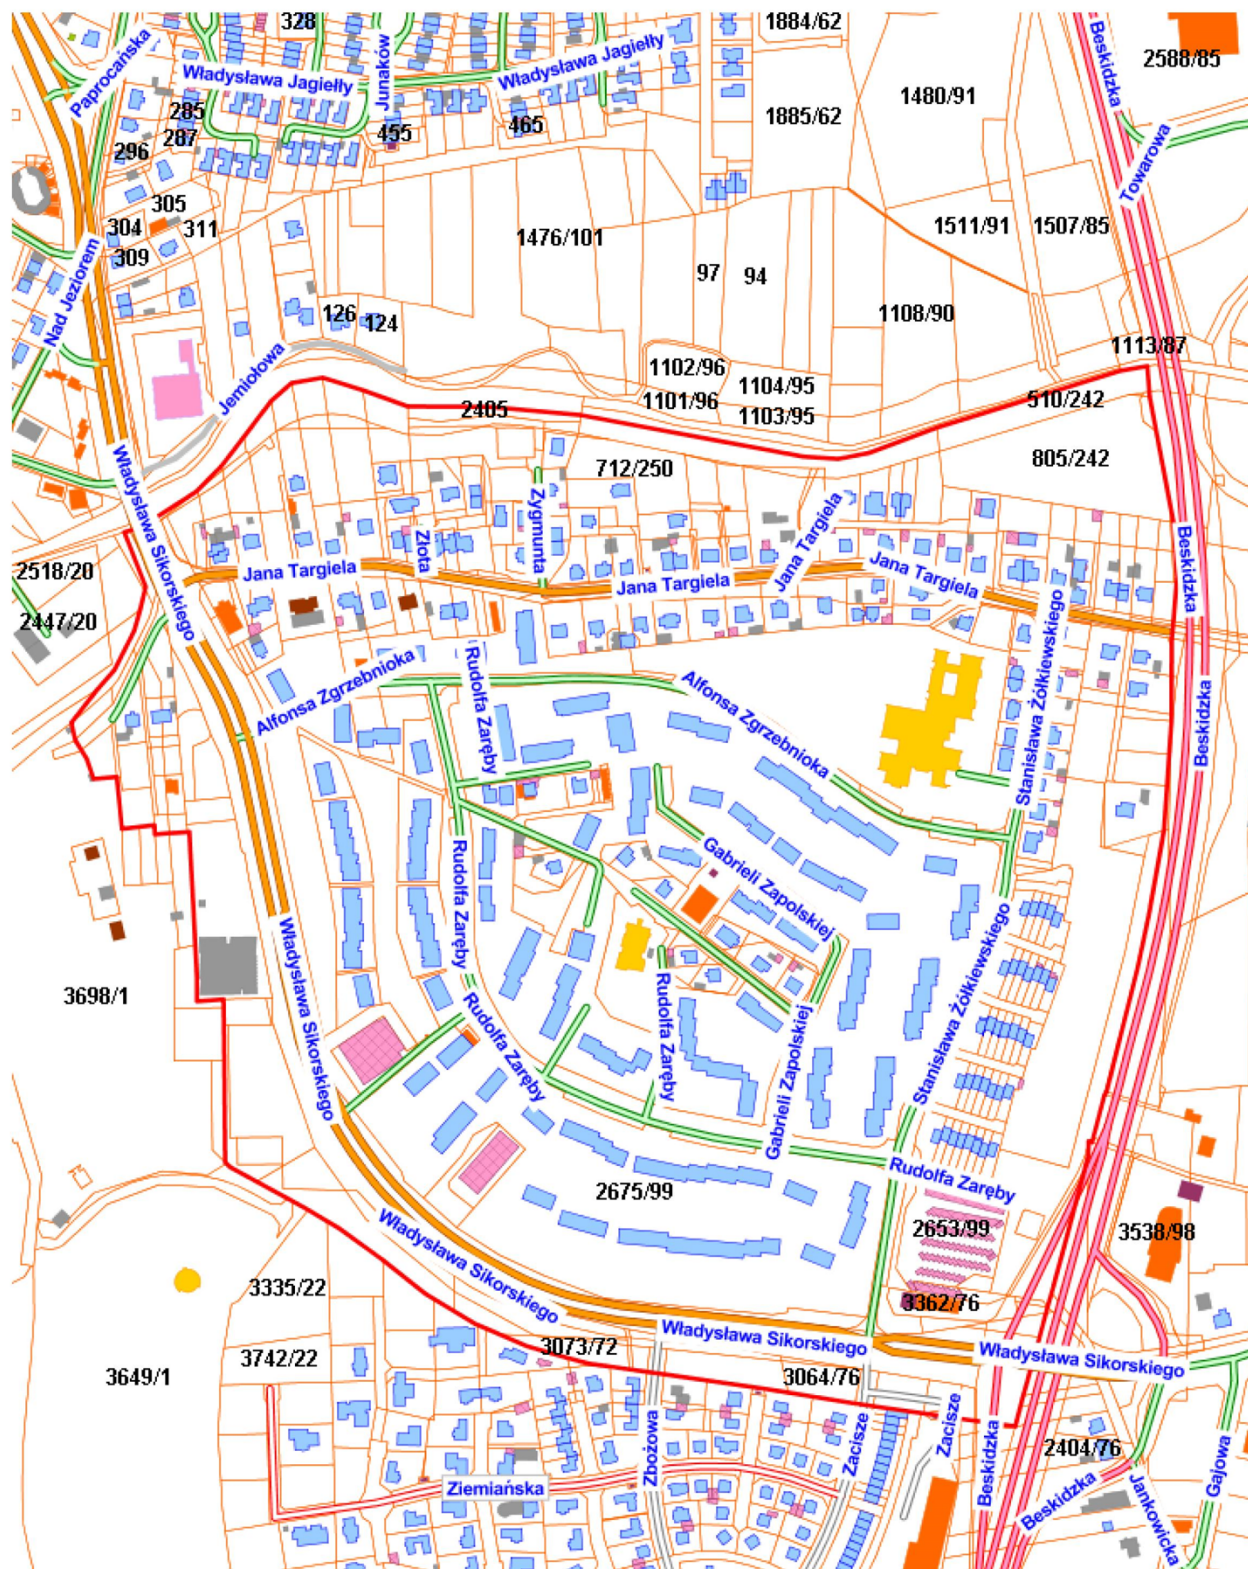 328
1884/62
2588/85
Beskidzka
Paprocańska
Władysława Jagiełły
Junaków
Władysława Jagiełły
1480/91
285
287
296
455
465
1885/62
Towarowa
305
304
311
309
1476/101
1511/91
1507/85
Nad Jeziorem
97
94
126
124
1108/90
1113/87
Jemiołowa
1102/96
1104/95
1101/96
1103/95
2405
510/242
712/250
805/242
Władysława Sikorskiego
Zygmunta
Złota
Jana Targiela
Jana Targiela
Jana Targiela
Jana Targiela
Beskidzka
2518/20
2447/20
Stanisława Żółkiewskiego
Alfonsa Zgrzebnioka
Rudolfa Zaręby
Alfonsa Zgrzebnioka
Beskidzka
Rudolfa Zaręby
Gabrieli Zapolskiej
Stanisława Żółkiewskiego
3698/1
Władysława Sikorskiego
Rudolfa Zaręby
Rudolfa Zaręby
Gabrieli Zapolskiej
Rudolfa Zaręby
2675/99
2653/99
3538/98
3335/22
Władysława Sikorskiego
3362/76
3742/22
3649/1
3073/72
Władysława Sikorskiego
Władysława Sikorskiego
3064/76
Zbożowa
Zacisze
Zacisze
Beskidzka
2404/76
Ziemiańska
Beskidzka
Jankowicka
Gajowa